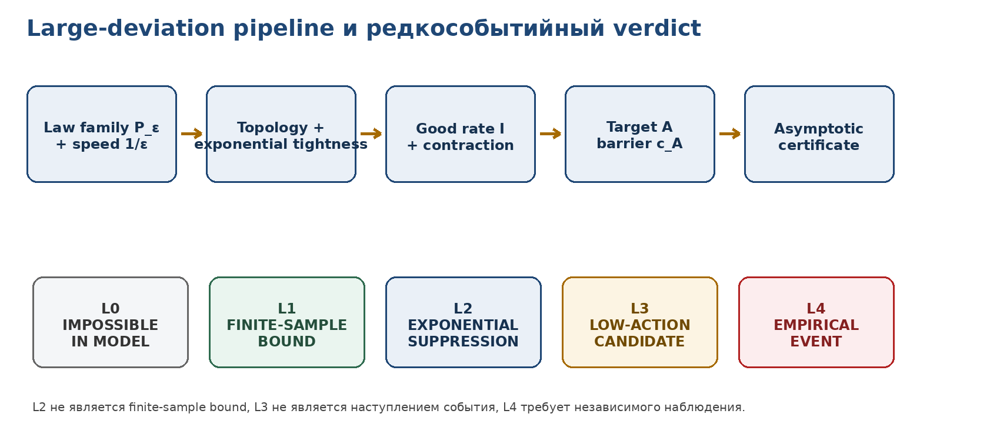 Large-deviation pipeline и редкособытийный verdict
Law family P_ε
+ speed 1/ε
Topology +
exponential tightness
Good rate I
+ contraction
Target A
barrier c_A
Asymptotic
certificate
L0
IMPOSSIBLE
IN MODEL
L1
FINITE-SAMPLE
BOUND
L2
EXPONENTIAL
SUPPRESSION
L3
LOW-ACTION
CANDIDATE
L4
EMPIRICAL
EVENT
L2 не является finite-sample bound, L3 не является наступлением события, L4 требует независимого наблюдения.